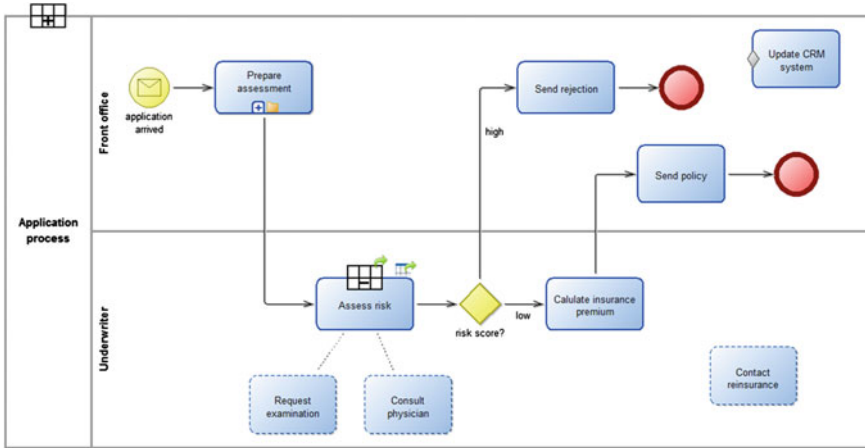 Application
process
Front office
application
arrived
Prepare
assessment
Send rejection
Update CRM
system
high
Send policy
Underwriter
Assess risk
risk score?
low
Calulate insurance
premium
Request
examination
Consult
physician
Contact
reinsurance